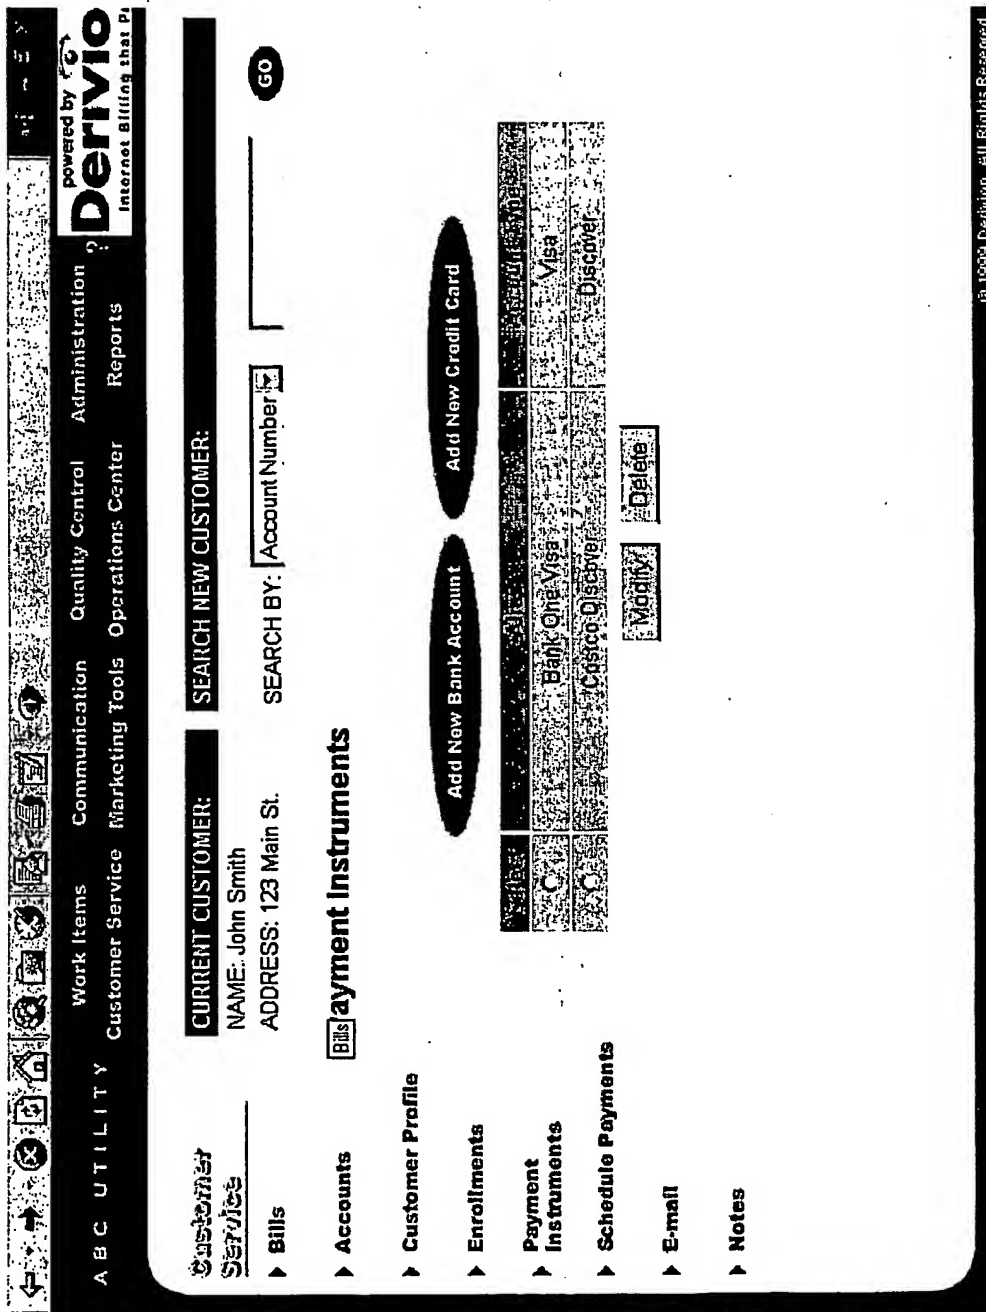 powered by
Derivio
Internet Billing that P
A B C  U T I L I T Y
Work Items Communication Quality Control Administration ?
Customer Service Marketing Tools Operations Center Reports
Customer
Service
Bills
Accounts
Customer Profile
Enrollments
Payment
Instruments
Schedule Payments
E-mail
Notes
CURRENT CUSTOMER:
NAME: John Smith
ADDRESS: 123 Main St.
SEARCH NEW CUSTOMER:
SEARCH BY: Account Number
GO
Bills ayment Instruments
Add New Bank Account
Add New Credit Card
Bank One Visa Visa
Costco Discover Discover
Modify Delete
All Rights Reserved